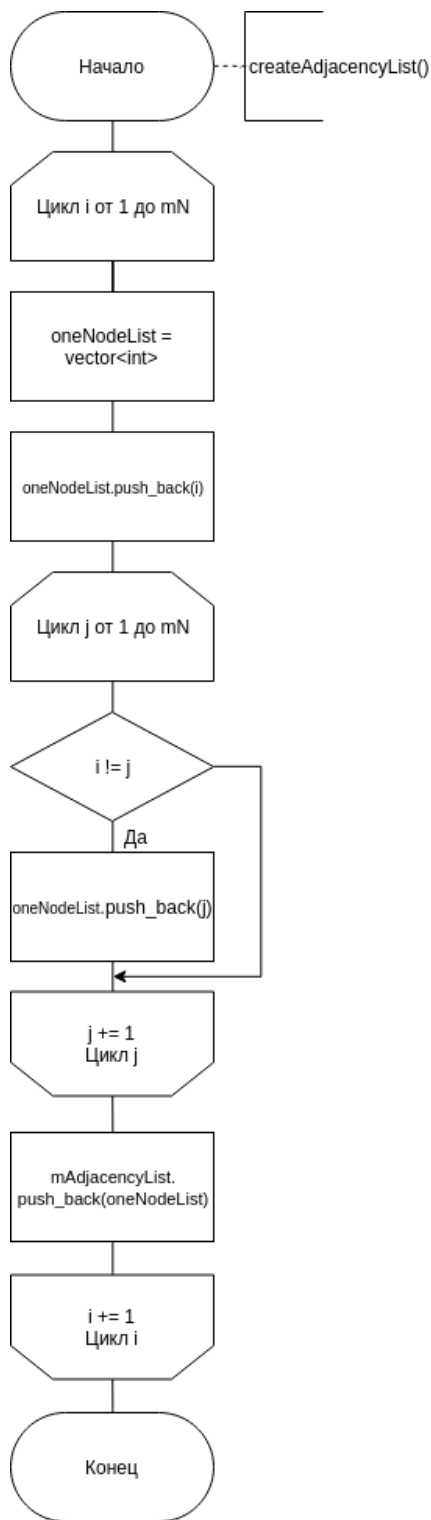 Начало
createAdjacencyList()
Цикл i от 1 до mN
oneNodeList =
vector<int>
oneNodeList.push_back(i)
Цикл j от 1 до mN
i != j
Да
oneNodeList.push_back(j)
j += 1
Цикл j
mAdjacencyList.
push_back(oneNodeList)
i += 1
Цикл i
Конец